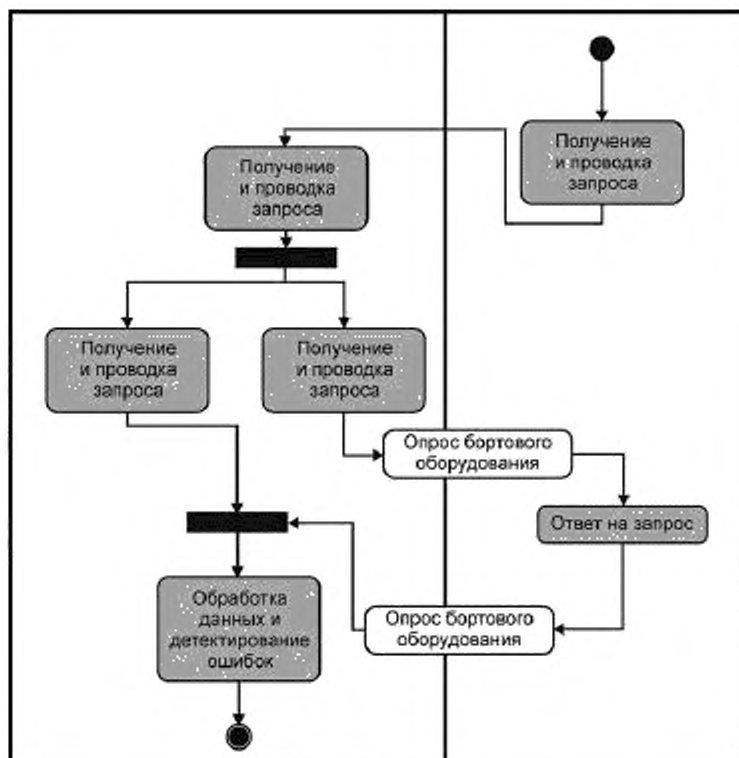 Получение
и проводка
запроса
Получение
и проводка
запроса
Получение
и проводка
запроса
Получение
и проводка
запроса
Опрос бортового
оборудования
Ответ на запрос
Опрос бортового
оборудования
Обработка
данных и
детектирование
ошибок